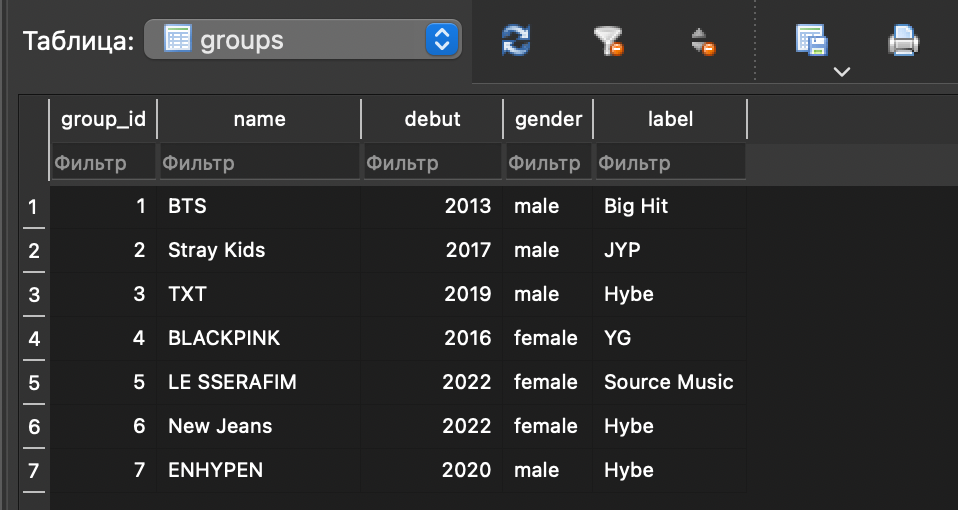 Таблица: groups
group_id name debut gender label
Фильтр Фильтр Фильтр Фильтр Фильтр
1 1 BTS 2013 male Big Hit
2 2 Stray Kids 2017 male JYP
3 3 TXT 2019 male Hybe
4 4 BLACKPINK 2016 female YG
5 5 LE SSERAFIM 2022 female Source Music
6 6 New Jeans 2022 female Hybe
7 7 ENHYPEN 2020 male Hybe